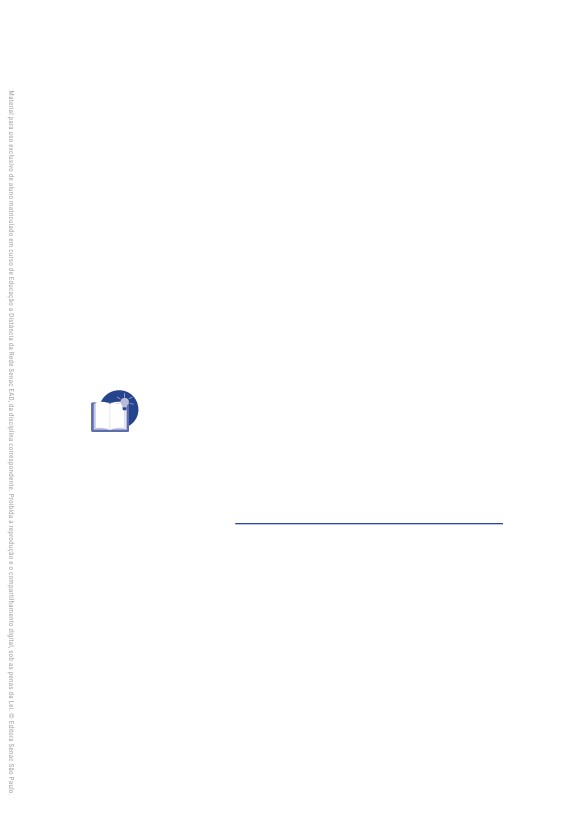 Material para uso exclusivo de aluno matriculado em curso de Educação a Distância da Rede Senac EAD, da disciplina correspondente. Proibida a reprodução e o compartilhamento digital, sob as penas da Lei. © Editora Senac São Paulo.